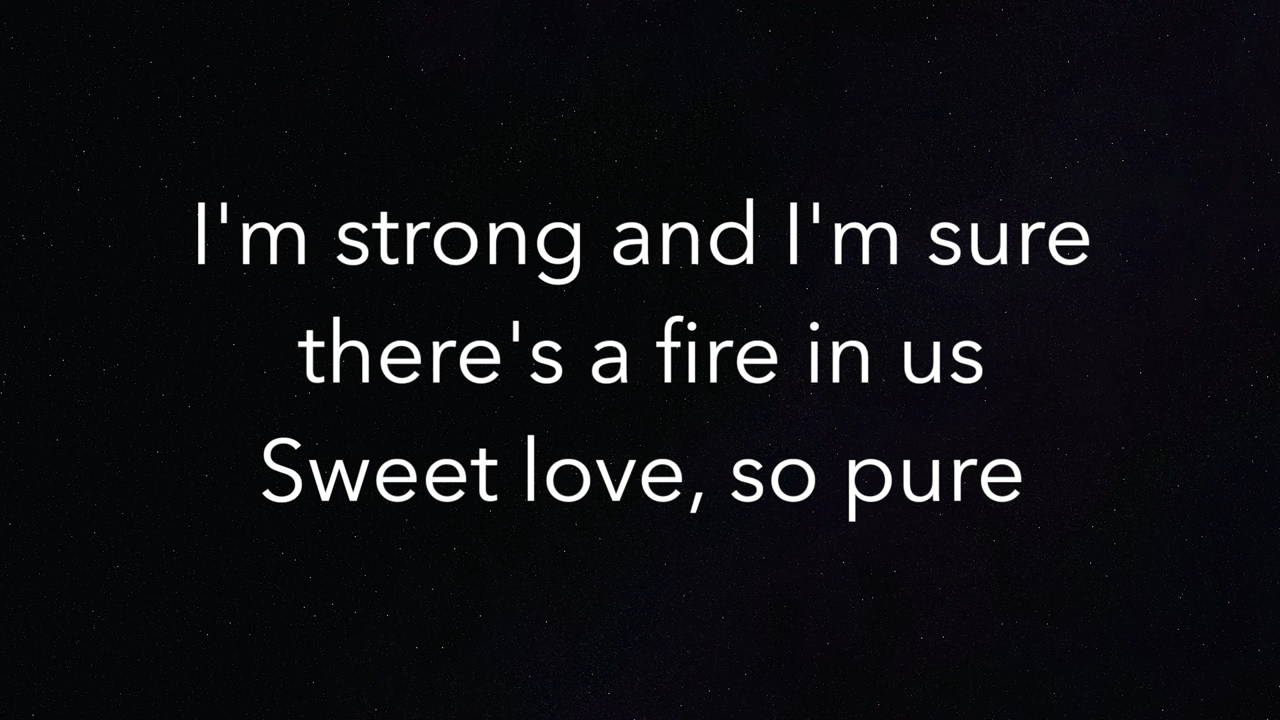 I'm strong and I'm sure
there's a fire in us
Sweet love, so pure